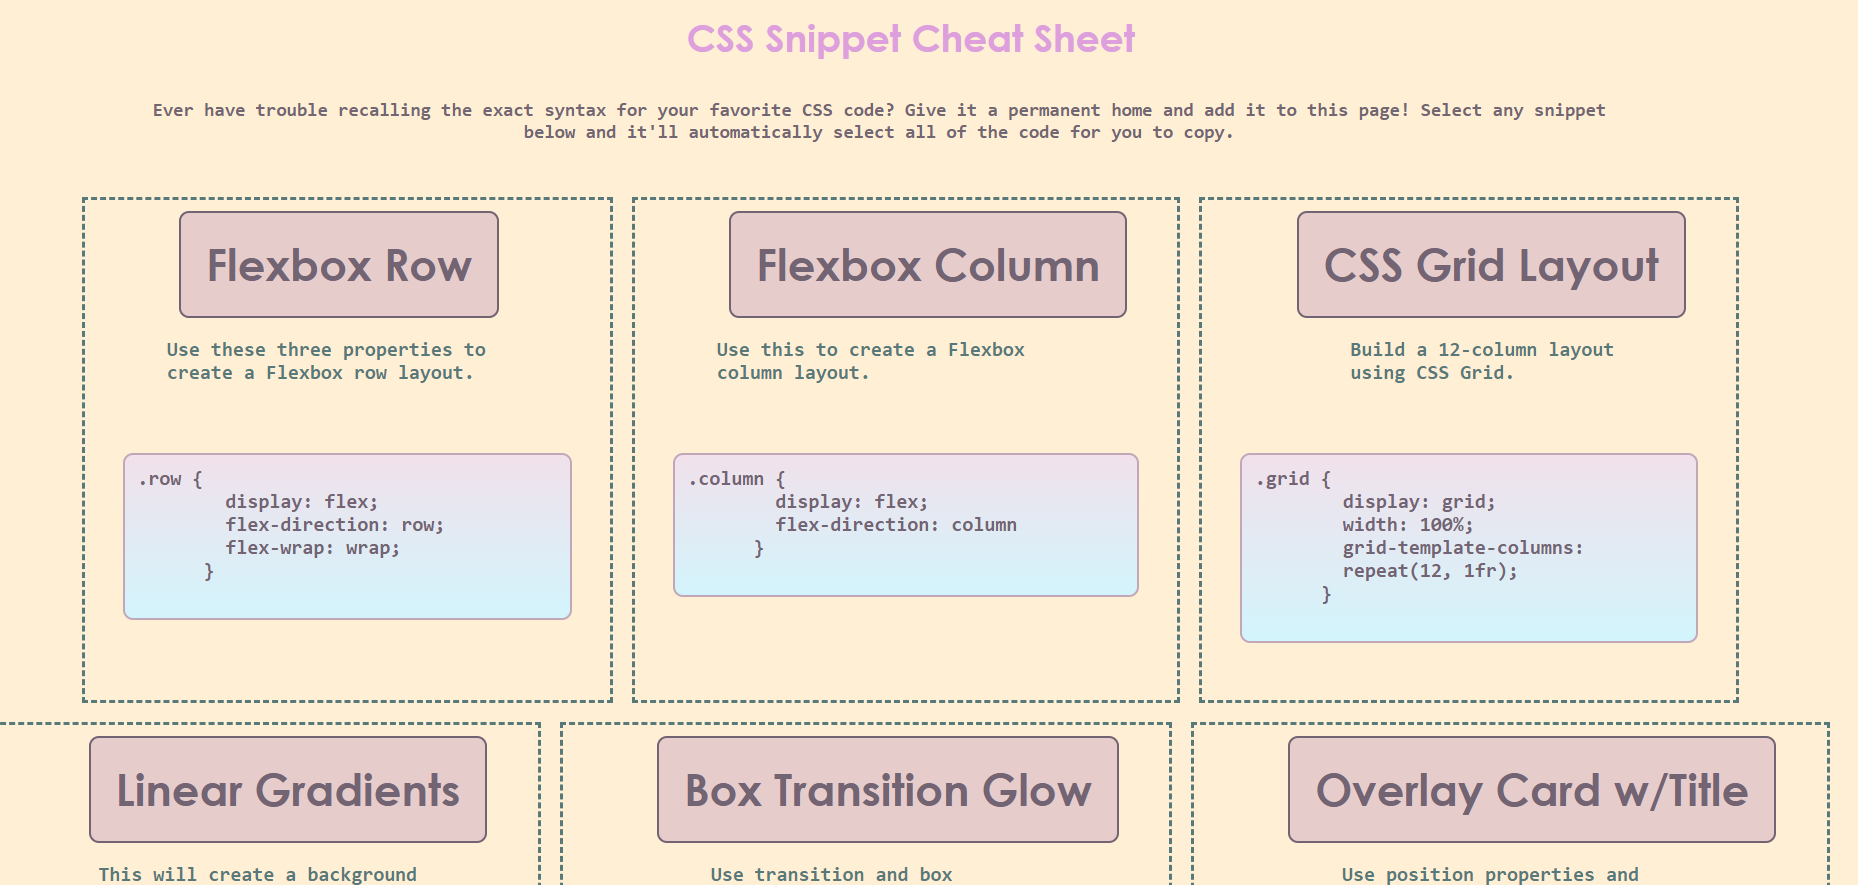 CSS Snippet Cheat Sheet
Ever have trouble recalling the exact syntax for your favorite CSS code? Give it a permanent home and add it to this page! Select any snippet
below and it'll automatically select all of the code for you to copy.
Flexbox Row
Use these three properties to
create a Flexbox row layout.
.row {
display: flex;
flex-direction: row;
flex-wrap: wrap;
}
Flexbox Column
Use this to create a Flexbox
column layout.
.column {
display: flex;
flex-direction: column
}
CSS Grid Layout
Build a 12-column layout
using CSS Grid.
.grid {
display: grid;
width: 100%;
grid-template-columns:
repeat(12, 1fr);
}
Linear Gradients
This will create a background
Box Transition Glow
Use transition and box
Overlay Card w/Title
Use position properties and